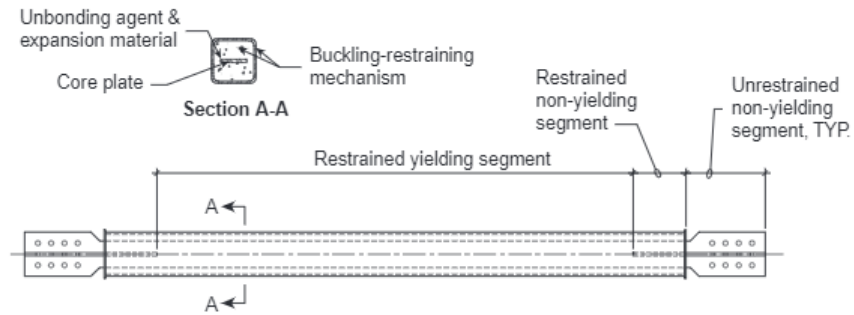 Unbonding agent &
expansion material
Core plate
Buckling-restraining
mechanism
Section A-A
Restrained
non-yielding
segment
Unrestrained
non-yielding
segment, TYP.
Restrained yielding segment
A
A